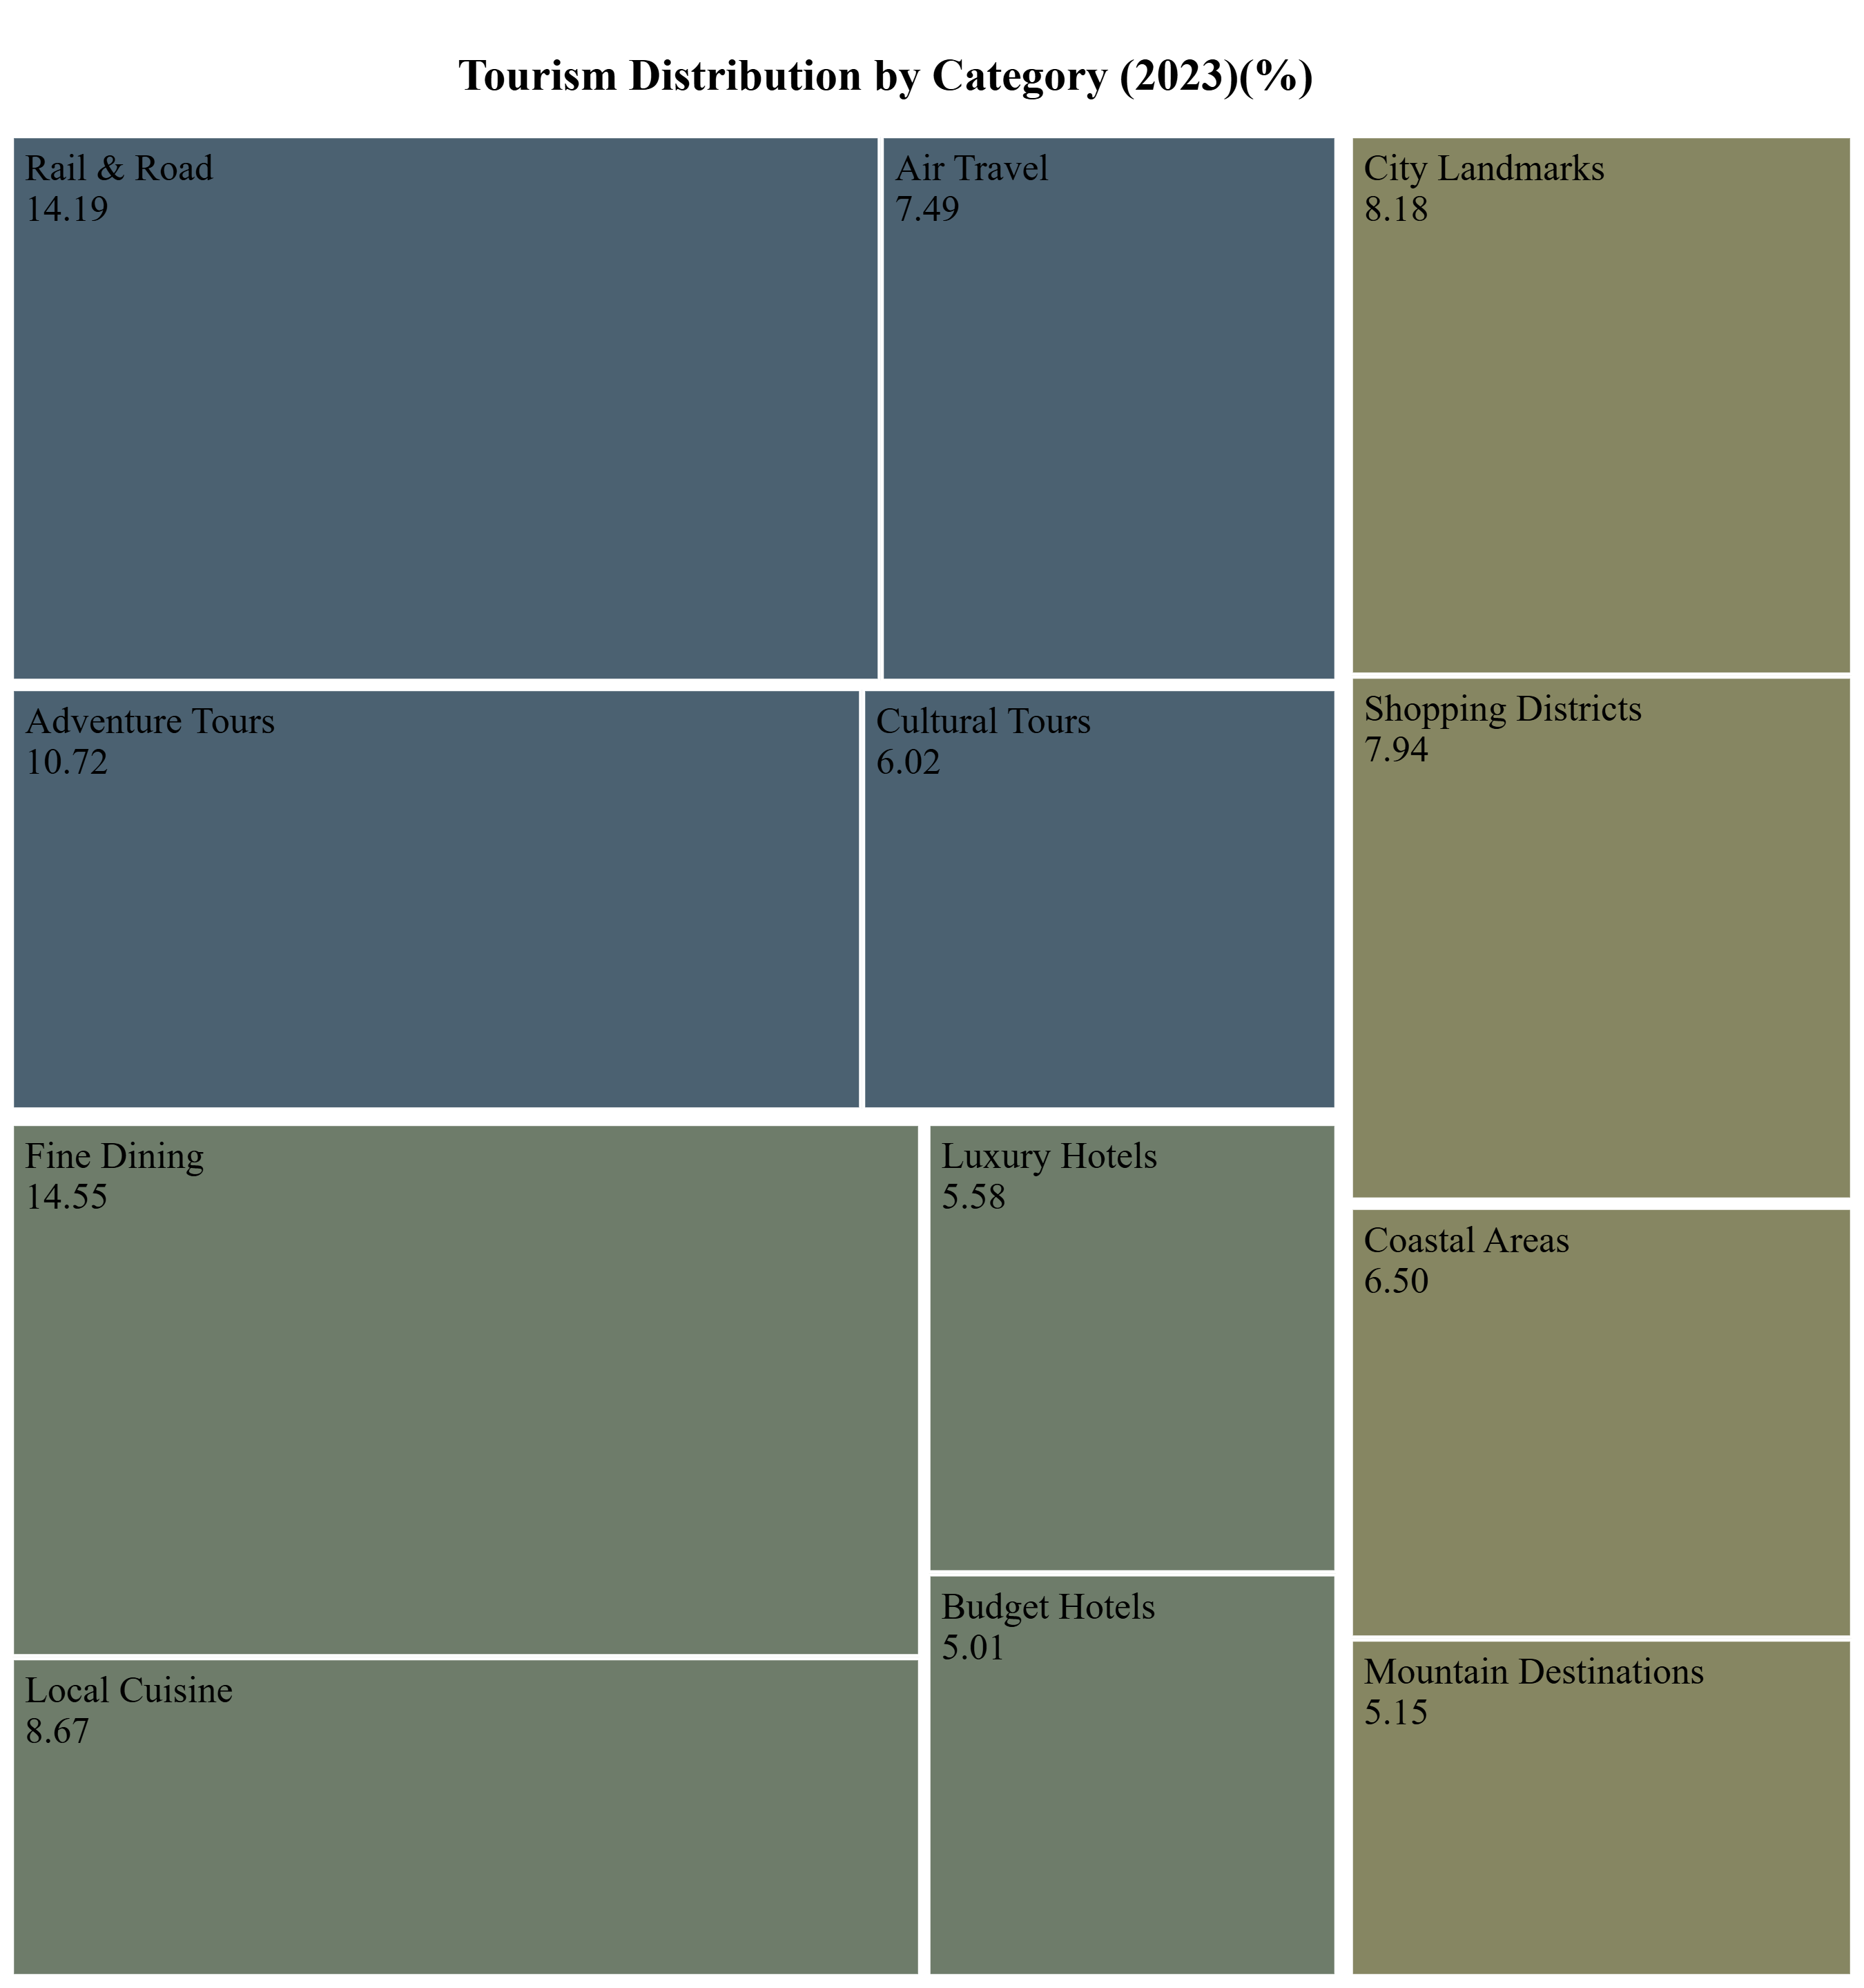 Tourism Distribution by Category (2023)(%)
Rail & Road
14.19
Air Travel
7.49
City Landmarks
8.18
Adventure Tours
10.72
Cultural Tours
6.02
Shopping Districts
7.94
Fine Dining
14.55
Luxury Hotels
5.58
Coastal Areas
6.50
Local Cuisine
8.67
Budget Hotels
5.01
Mountain Destinations
5.15